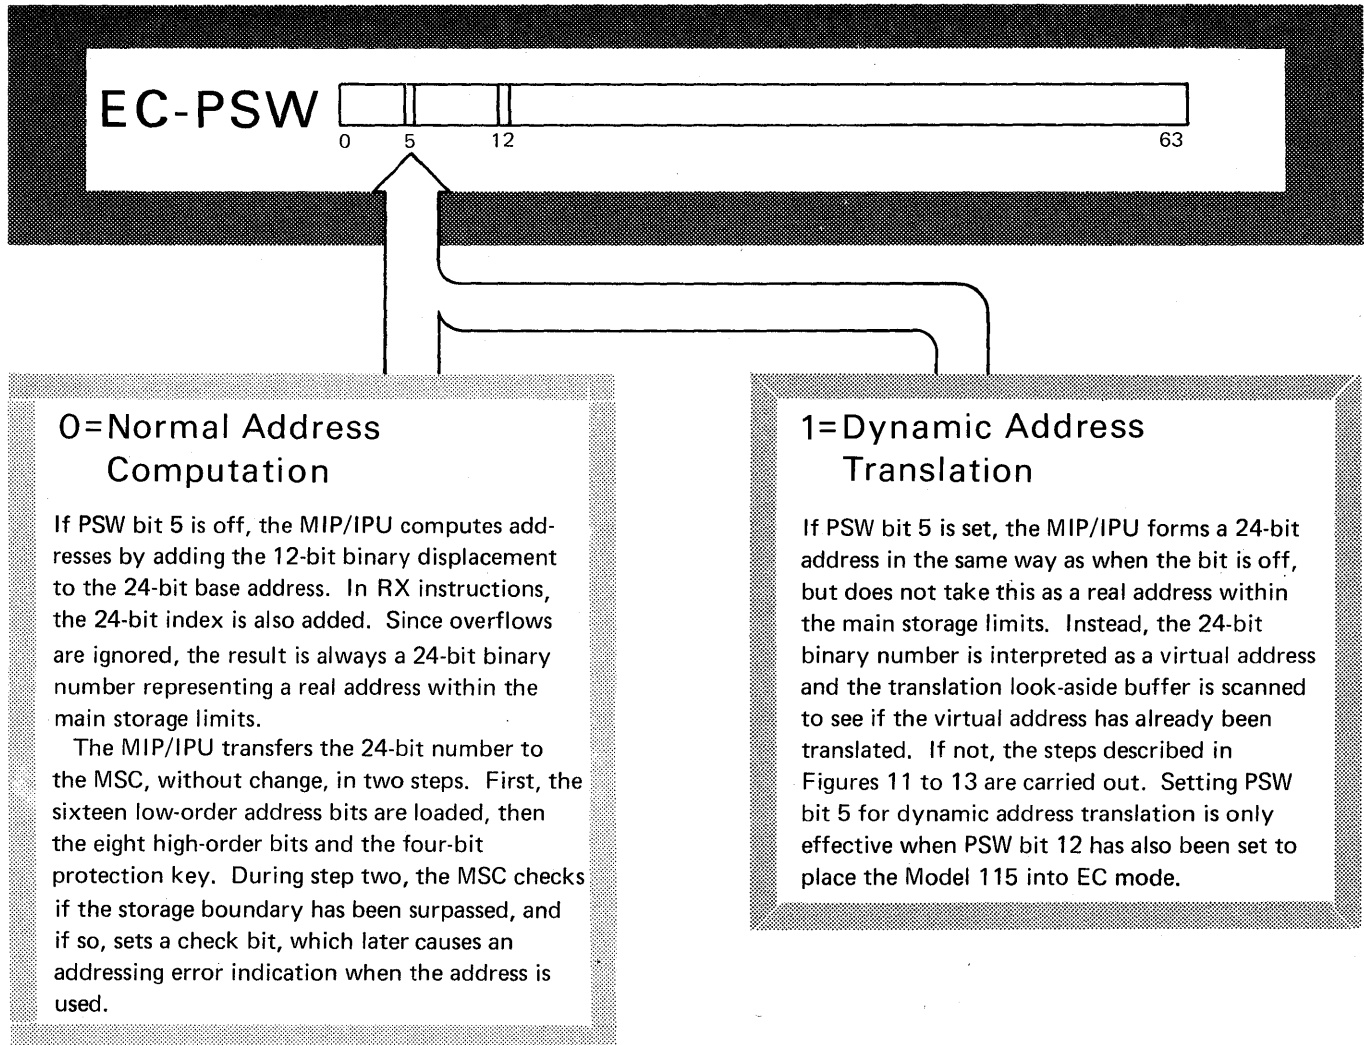 EC-PSW
0 5 12 63
0=Normal Address
Computation
If PSW bit 5 is off, the MIP/IPU computes add-
resses by adding the 12-bit binary displacement
to the 24-bit base address. In RX instructions,
the 24-bit index is also added. Since overflows
are ignored, the result is always a 24-bit binary
number representing a real address within the
main storage limits.
The MIP/IPU transfers the 24-bit number to
the MSC, without change, in two steps. First, the
sixteen low-order address bits are loaded, then
the eight high-order bits and the four-bit
protection key. During step two, the MSC checks
if the storage boundary has been surpassed, and
if so, sets a check bit, which later causes an
addressing error indication when the address is
used.
1=Dynamic Address
Translation
If PSW bit 5 is set, the MIP/IPU forms a 24-bit
address in the same way as when the bit is off,
but does not take this as a real address within
the main storage limits. Instead, the 24-bit
binary number is interpreted as a virtual address
and the translation look-aside buffer is scanned
to see if the virtual address has already been
translated. If not, the steps described in
Figures 11 to 13 are carried out. Setting PSW
bit 5 for dynamic address translation is only
effective when PSW bit 12 has also been set to
place the Model 115 into EC mode.